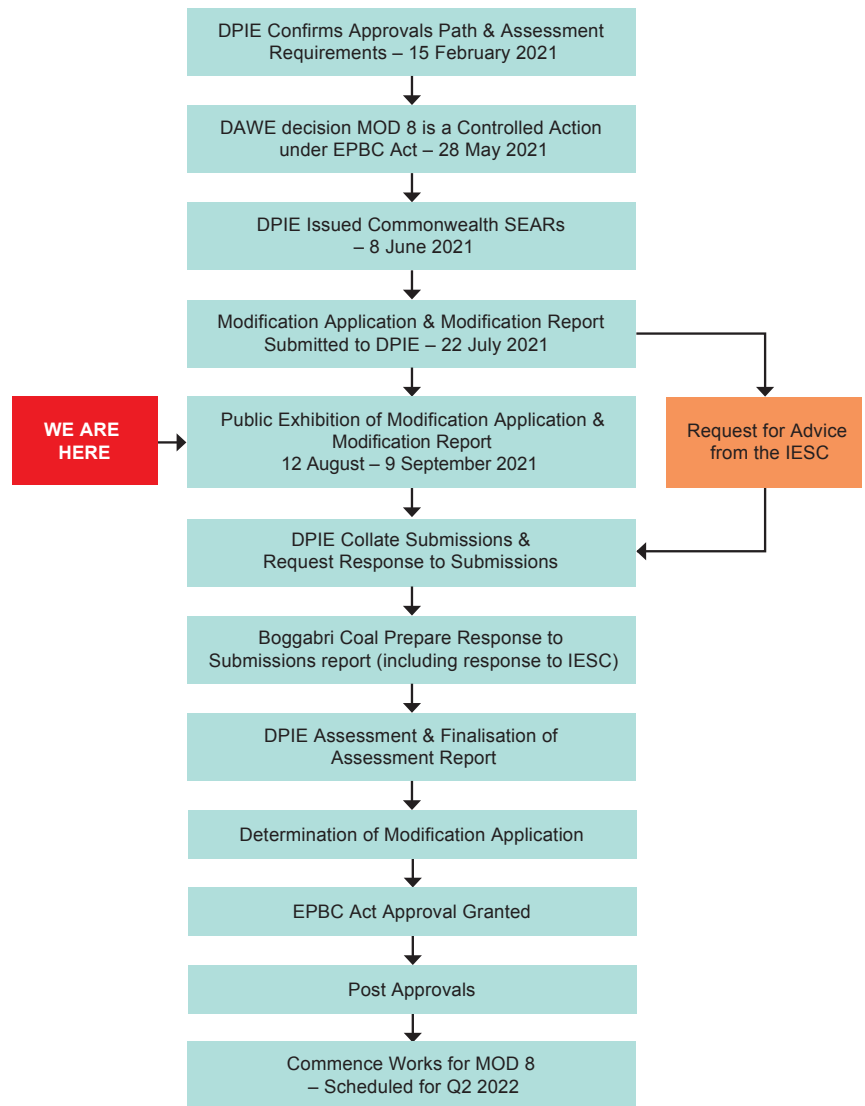 DPIE Confirms Approvals Path & Assessment
Requirements – 15 February 2021
DAWE decision MOD 8 is a Controlled Action
under EPBC Act – 28 May 2021
DPIE Issued Commonwealth SEARs
– 8 June 2021
Modification Application & Modification Report
Submitted to DPIE – 22 July 2021
WE ARE
HERE
Public Exhibition of Modification Application &
Modification Report
12 August – 9 September 2021
Request for Advice
from the IESC
DPIE Collate Submissions &
Request Response to Submissions
Boggabri Coal Prepare Response to
Submissions report (including response to IESC)
DPIE Assessment & Finalisation of
Assessment Report
Determination of Modification Application
EPBC Act Approval Granted
Post Approvals
Commence Works for MOD 8
– Scheduled for Q2 2022